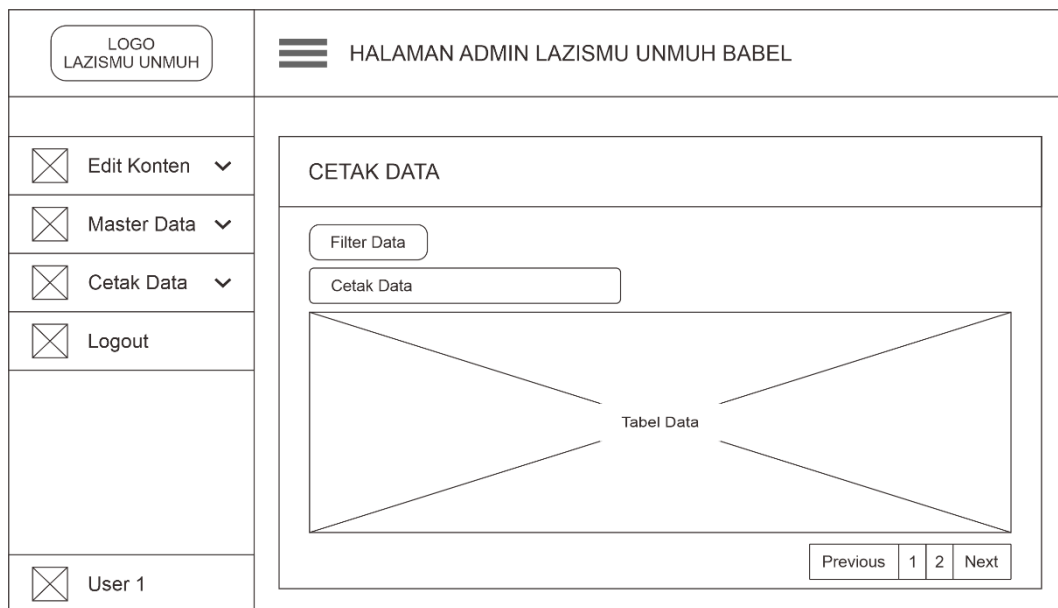 LOGO
LAZISMU UNMUH
HALAMAN ADMIN LAZISMU UNMUH BABEL
Edit Konten
Master Data
Cetak Data
Logout
User 1
CETAK DATA
Filter Data
Cetak Data
Tabel Data
Previous 1 2 Next